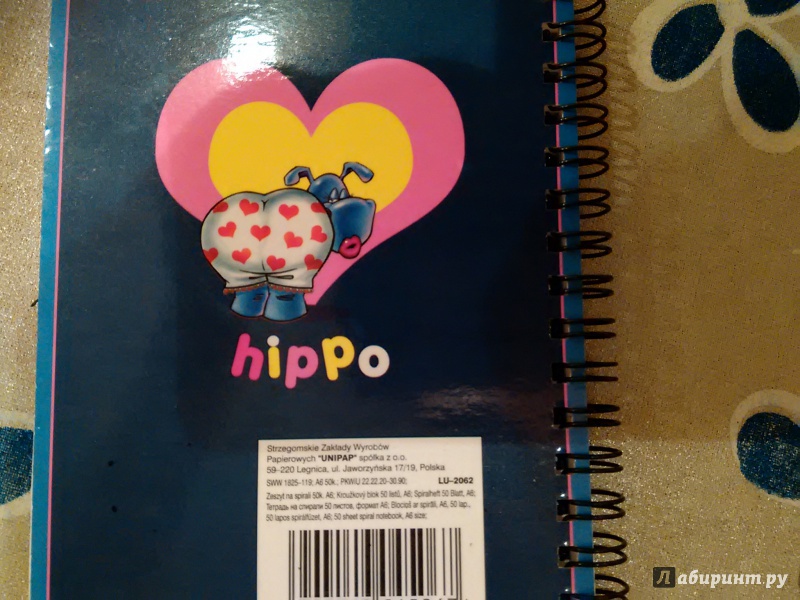 hippo
Strzegomskie Zakłady Wyrobów
Papierowych "UNIPAP" spółka z o.o.
59–220 Legnica, ul. Jaworzyńska 17/19, Polska
SWW 1825–119; A6 50k.; PKWiU 22.22.20-30.90; LU–2062
Zeszyt na spirali 50k. A6; Kroužkový blok 50 listů, A6; Spiralheft 50 Blatt, A6;
Тетрадь на спирали 50 листов, формат А6; Blociņš ar spirāli, A6, 50 lap.,
50 lapos spirálfüzet, A6; 50 sheet spiral notebook, A6 size;
Лабиринт.ру